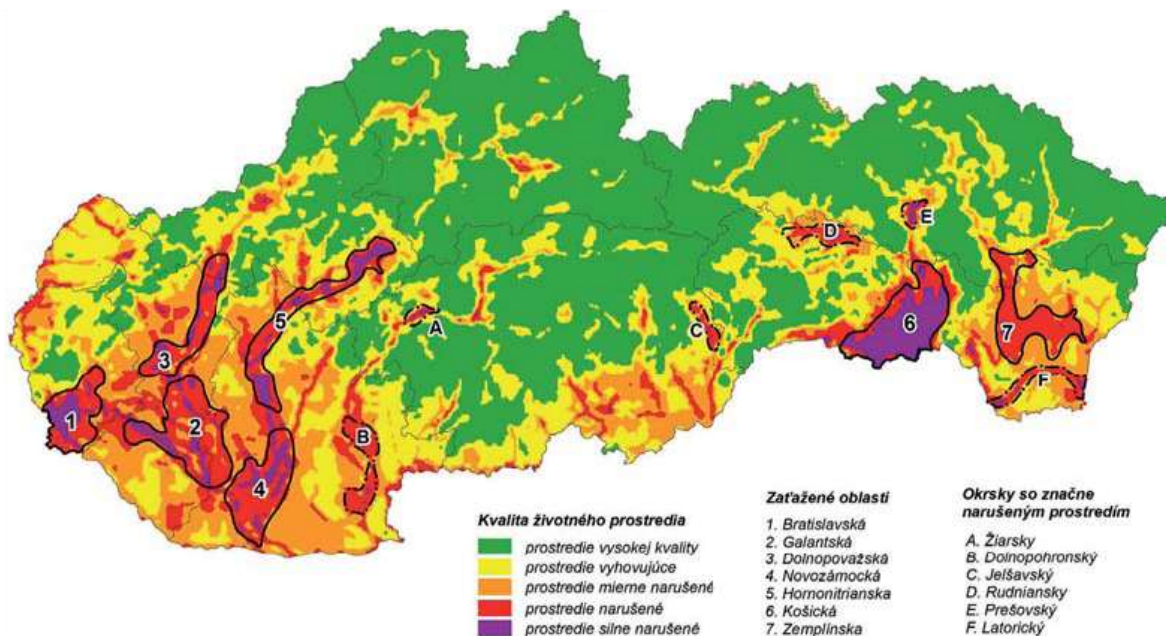 1
2
3
4
5
6
7
A
B
C
D
E
F
Kvalita životného prostredia
prostredie vysokej kvality
prostredie vyhovujúce
prostredie mierne narušené
prostredie narušené
prostredie silne narušené
Zaťažené oblasti
1. Bratislavská
2. Galantská
3. Dolnopovažská
4. Novozámocká
5. Hornonitrianska
6. Košická
7. Zemplínska
Okrsky so značne
narušeným prostredím
A. Žiarsky
B. Dolnopohronský
C. Jelšavský
D. Rudniansky
E. Prešovský
F. Latorický